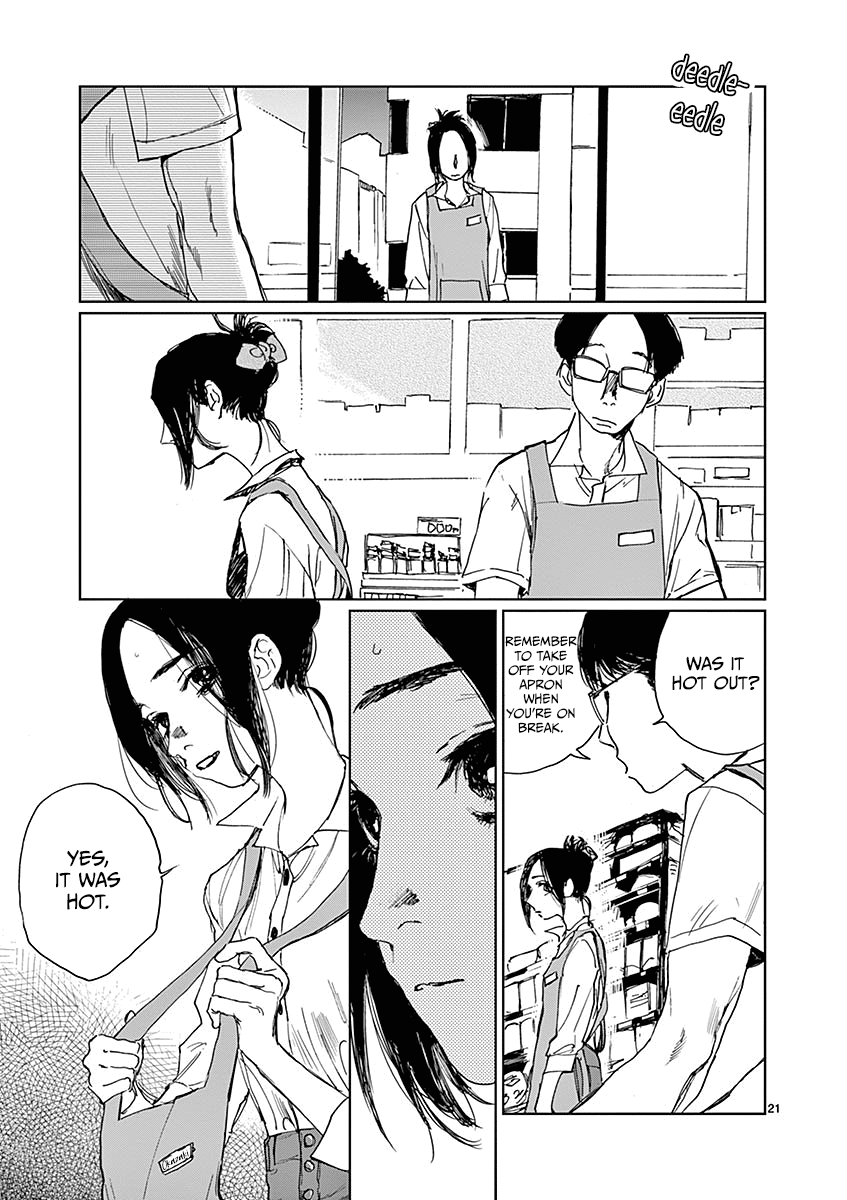 deedle-
eedle
WAS IT
HOT OUT?
REMEMBER
TO TAKE
OFF YOUR
APRON
WHEN
YOU'RE ON
BREAK.
YES,
IT WAS
HOT.
Okazaki
21